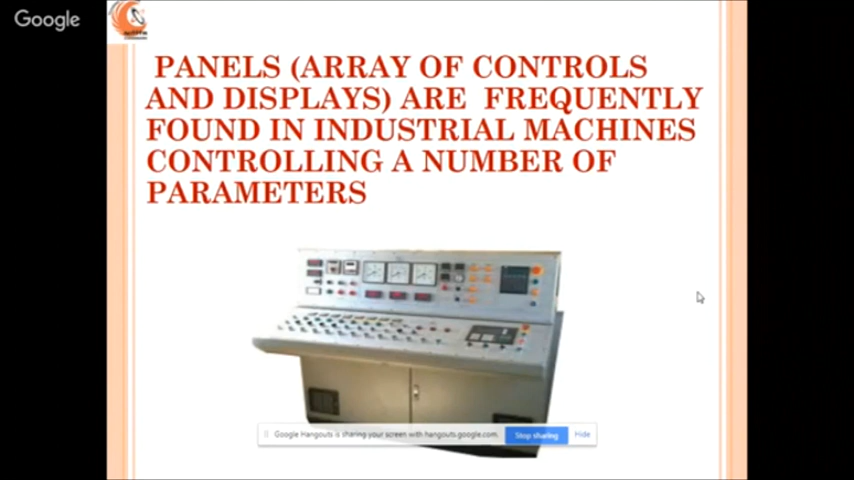 Google
PANELS (ARRAY OF CONTROLS
AND DISPLAYS) ARE FREQUENTLY
FOUND IN INDUSTRIAL MACHINES
CONTROLLING A NUMBER OF
PARAMETERS
Google Hangouts is sharing your screen with hangouts.google.com.
Stop sharing
Hide